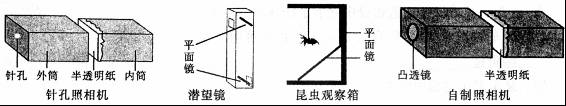 针孔 外筒 半透明纸 内筒
针孔照相机
平面镜
潜望镜
平面镜
昆虫观察箱
凸透镜 半透明纸
自制照相机